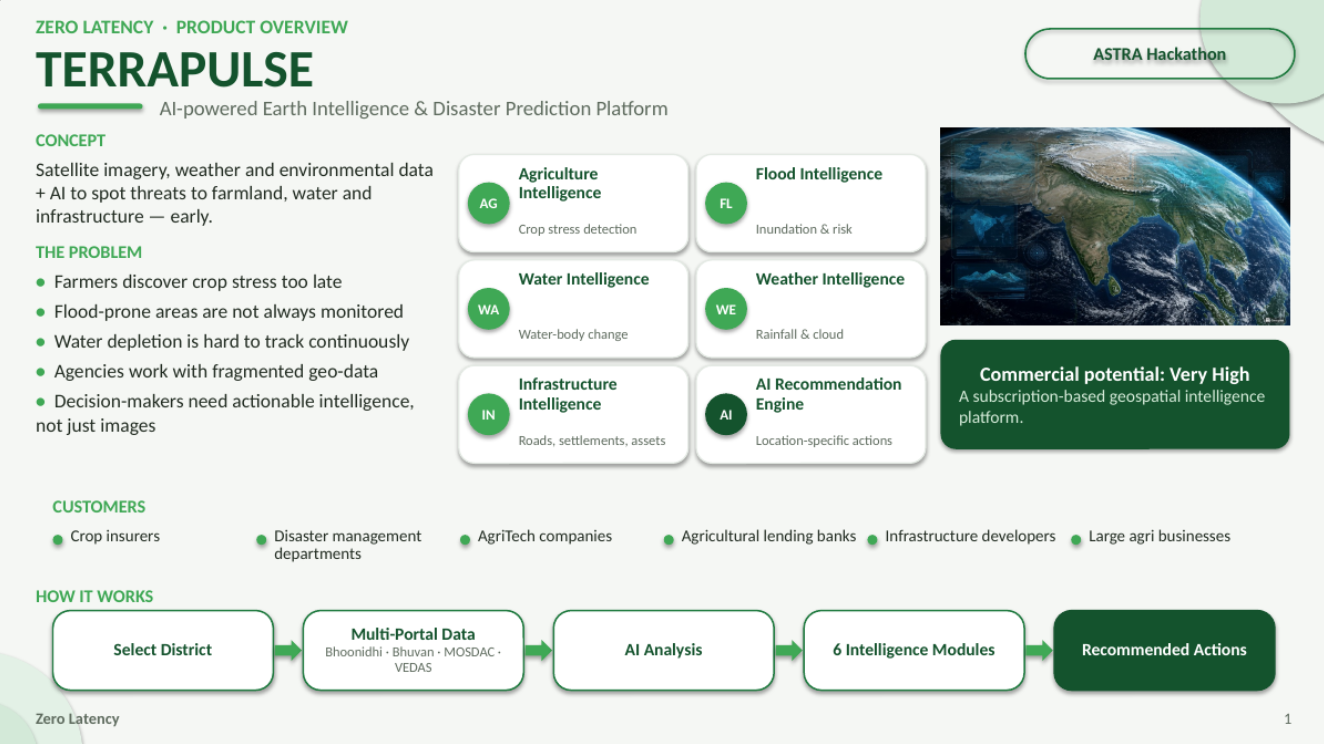 ZERO LATENCY · PRODUCT OVERVIEW
TERRAPULSE
ASTRA Hackathon
AI-powered Earth Intelligence & Disaster Prediction Platform
CONCEPT
Satellite imagery, weather and environmental data
+ AI to spot threats to farmland, water and
infrastructure — early.
THE PROBLEM
• Farmers discover crop stress too late
• Flood-prone areas are not always monitored
• Water depletion is hard to track continuously
• Agencies work with fragmented geo-data
• Decision-makers need actionable intelligence,
not just images
AG
Agriculture
Intelligence
Crop stress detection
FL
Flood Intelligence
Inundation & risk
WA
Water Intelligence
Water-body change
WE
Weather Intelligence
Rainfall & cloud
IN
Infrastructure
Intelligence
Roads, settlements, assets
AI
AI Recommendation
Engine
Location-specific actions
Commercial potential: Very High
A subscription-based geospatial intelligence
platform.
CUSTOMERS
Crop insurers
Disaster management
departments
AgriTech companies
Agricultural lending banks
Infrastructure developers
Large agri businesses
HOW IT WORKS
Select District
Multi-Portal Data
Bhoonidhi · Bhuvan · MOSDAC ·
VEDAS
AI Analysis
6 Intelligence Modules
Recommended Actions
Zero Latency
1